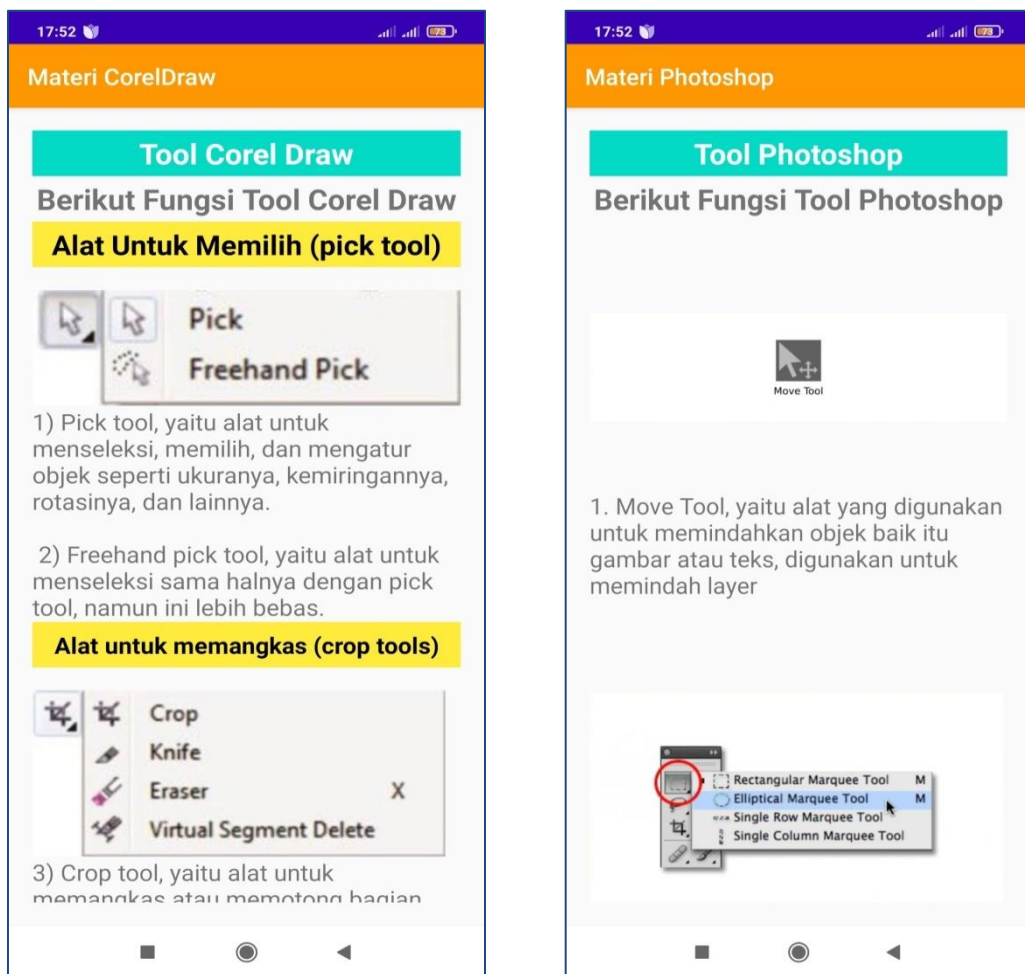 17:52
73
Materi CorelDraw
Tool Corel Draw
Berikut Fungsi Tool Corel Draw
Alat Untuk Memilih (pick tool)
Pick
Freehand Pick
1) Pick tool, yaitu alat untuk
menseleksi, memilih, dan mengatur
objek seperti ukuranya, kemiringannya,
rotasinya, dan lainnya.
2) Freehand pick tool, yaitu alat untuk
menseleksi sama halnya dengan pick
tool, namun ini lebih bebas.
Alat untuk memangkas (crop tools)
Crop
Knife
Eraser X
Virtual Segment Delete
3) Crop tool, yaitu alat untuk
memangkas atau memotong bagian
17:52
73
Materi Photoshop
Tool Photoshop
Berikut Fungsi Tool Photoshop
Move Tool
1. Move Tool, yaitu alat yang digunakan
untuk memindahkan objek baik itu
gambar atau teks, digunakan untuk
memindah layer
Rectangular Marquee Tool M
Elliptical Marquee Tool M
Single Row Marquee Tool
Single Column Marquee Tool